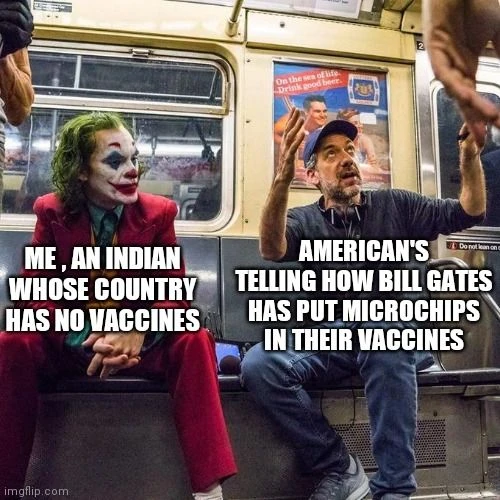 On the sea of life.
Drink good beer.
2
Do not lean on
ME , AN INDIAN
WHOSE COUNTRY
HAS NO VACCINES
AMERICAN'S
TELLING HOW BILL GATES
HAS PUT MICROCHIPS
IN THEIR VACCINES
imgflip.com